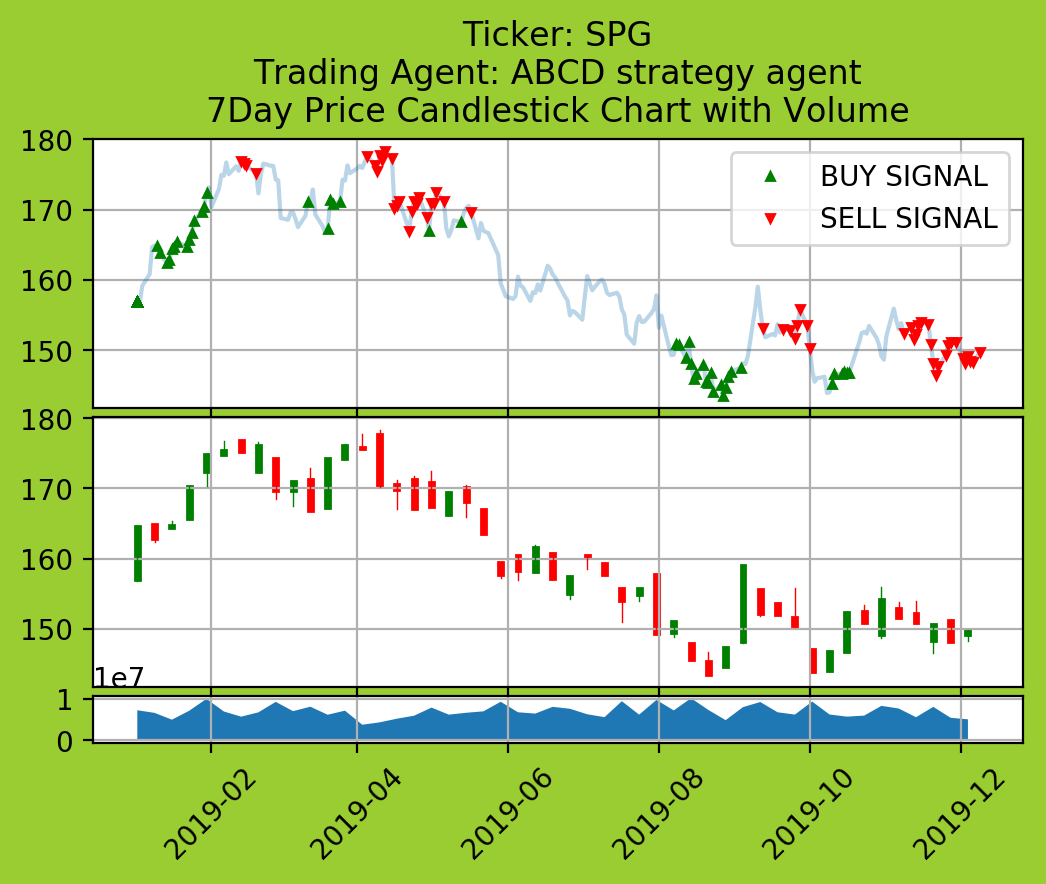 Ticker: SPG
Trading Agent: ABCD strategy agent
7Day Price Candlestick Chart with Volume
180
170
160
150
BUY SIGNAL
SELL SIGNAL
180
170
160
150
1e7
1
0
2019-02
2019-04
2019-06
2019-08
2019-10
2019-12